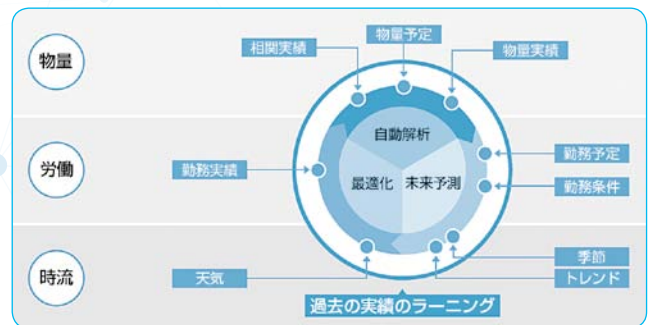 物量
相関実績
物量予定
物量実績
自動解析
労働
勤務実績
最適化
未来予測
勤務予定
勤務条件
時流
天気
季節
トレンド
過去の実績のラーニング